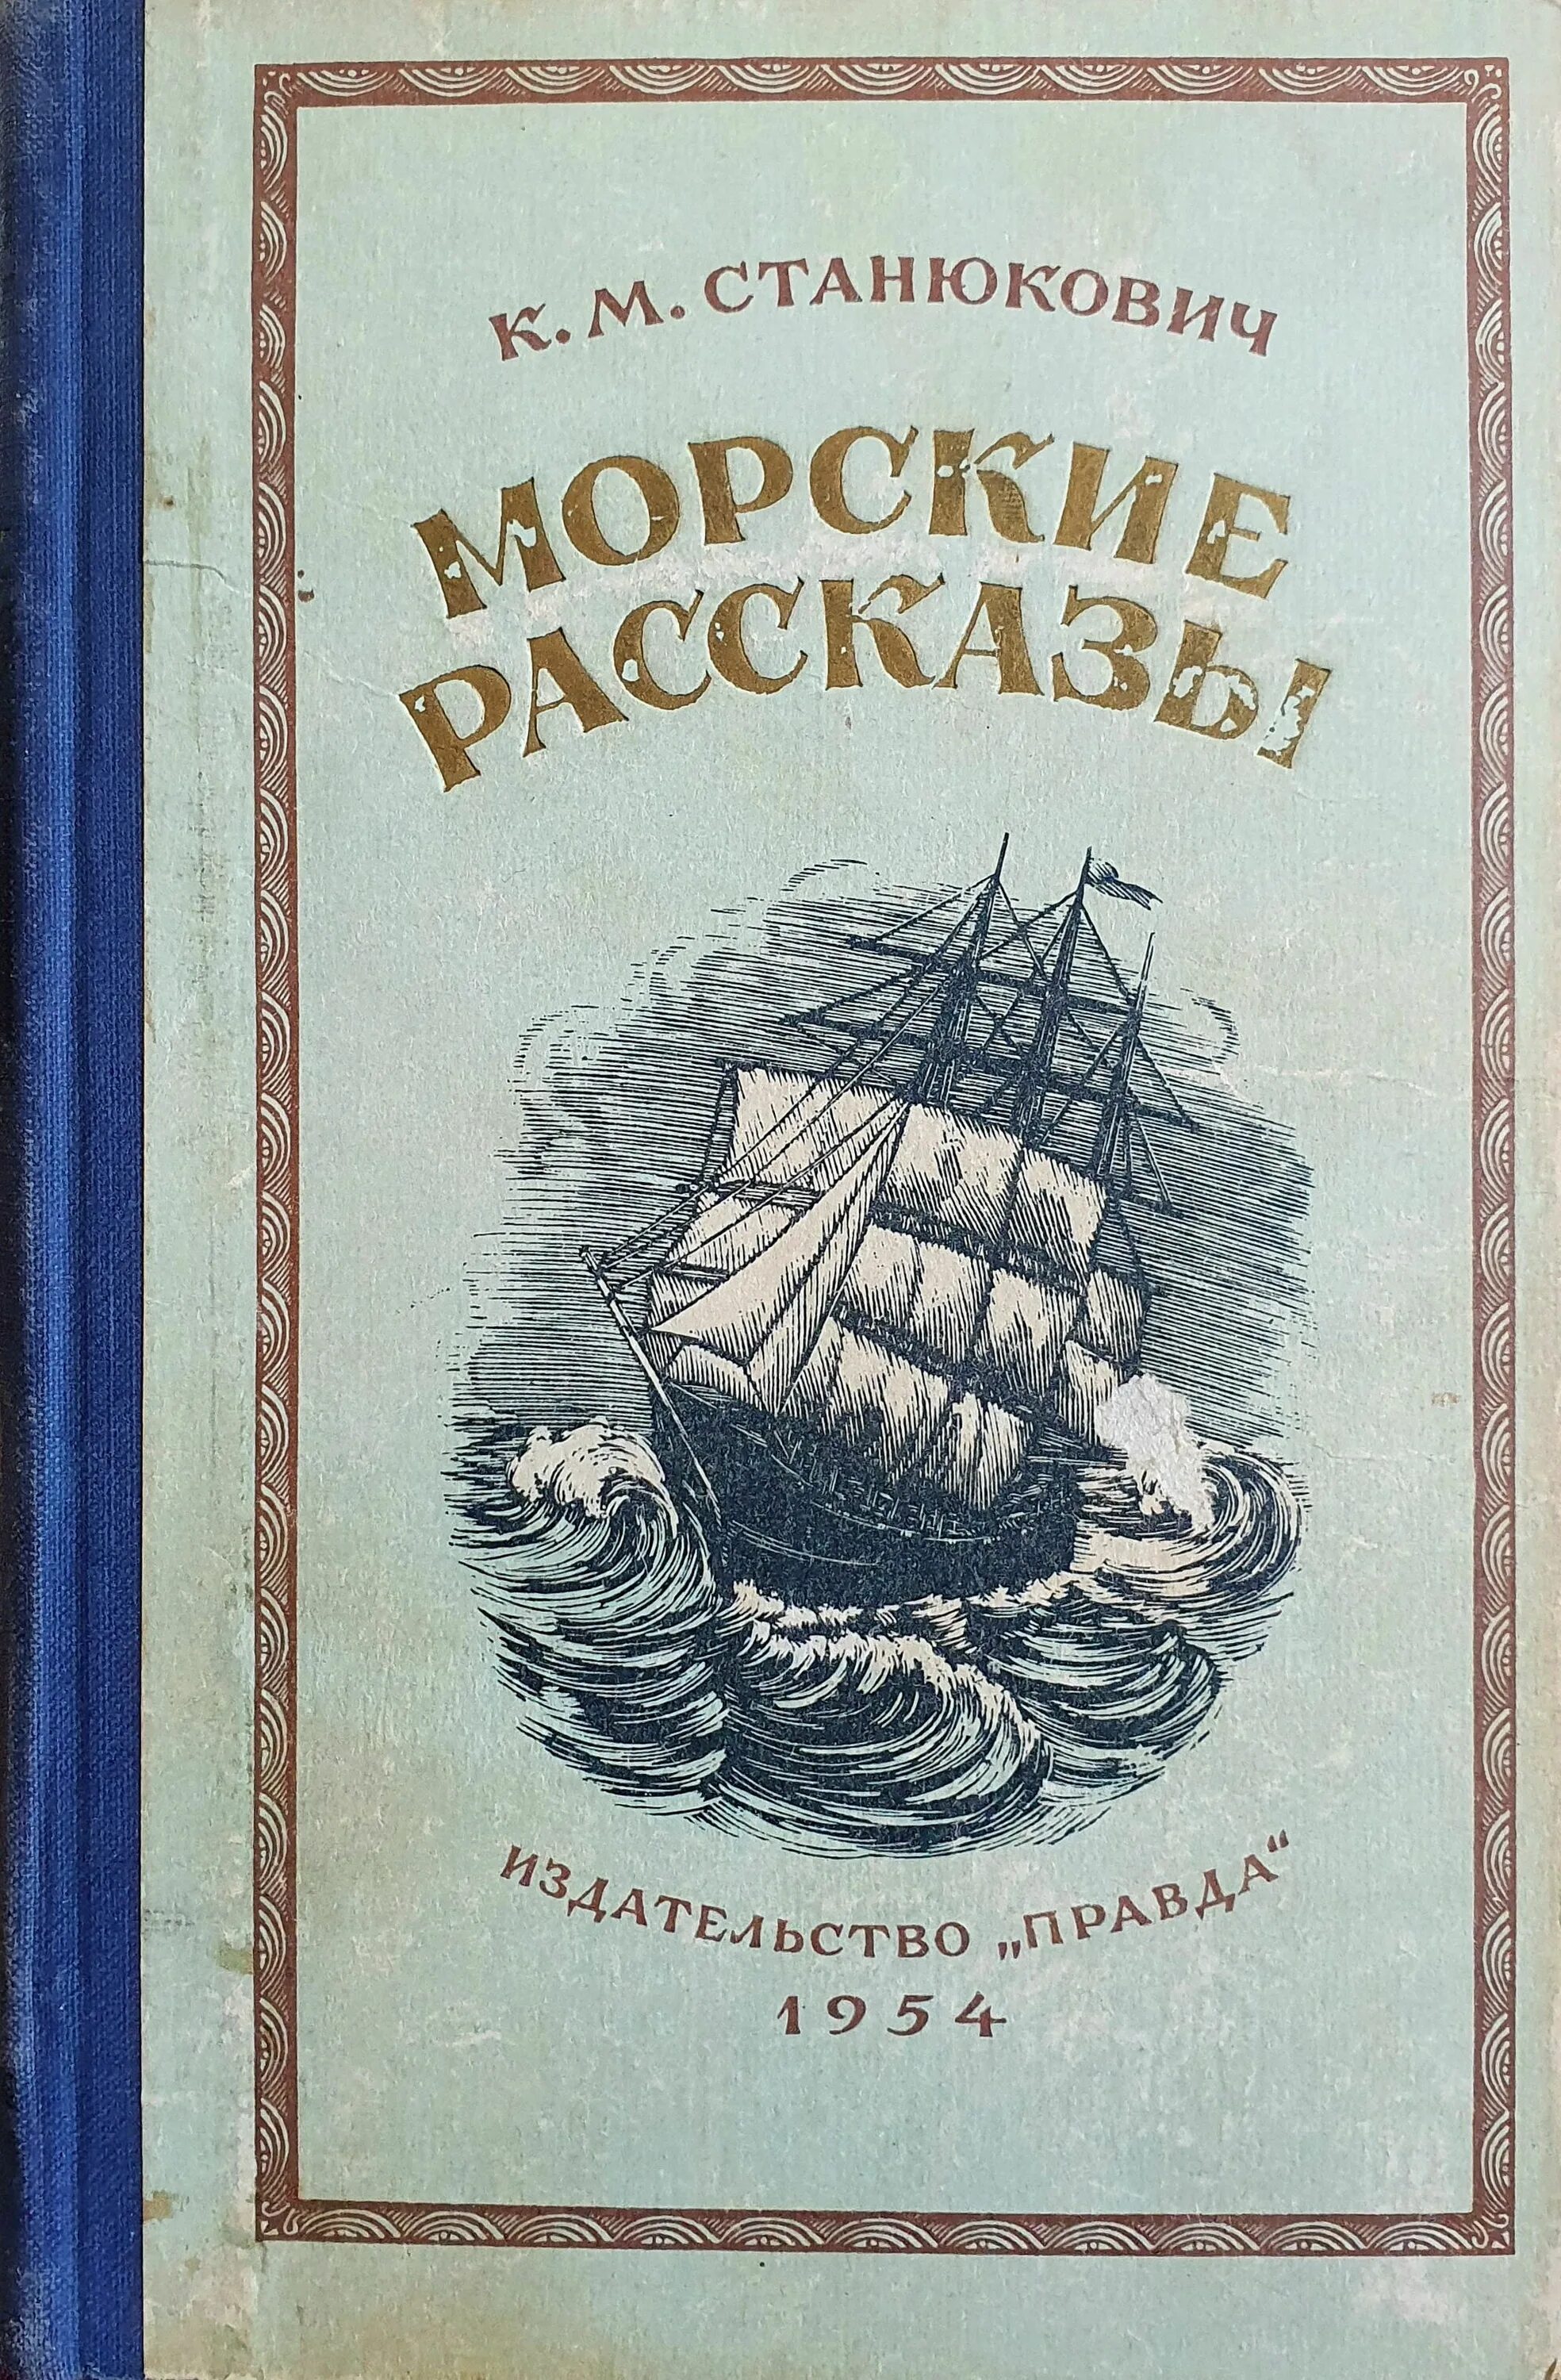 К. М. СТАНЮКОВИЧ
МОРСКИЕ
РАССКАЗЫ
ИЗДАТЕЛЬСТВО „ПРАВДА“
1954